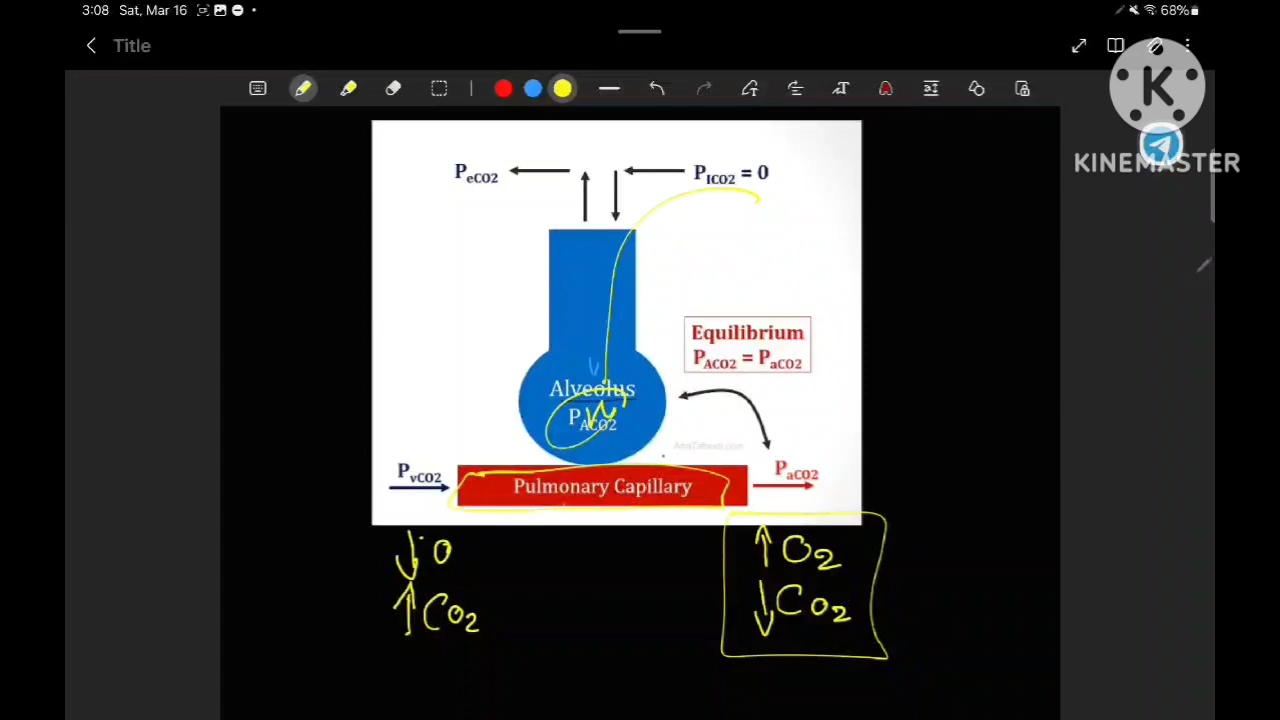 3:08 Sat, Mar 16
68%
Title
K
KINEMASTER
PeCO2
PICO2 = 0
Equilibrium
PACO2 = PaCO2
Alveolus
PACO2
PvCO2
Pulmonary Capillary
PaCO2
↓ O
↑ CO2
↑ O2
↓ CO2